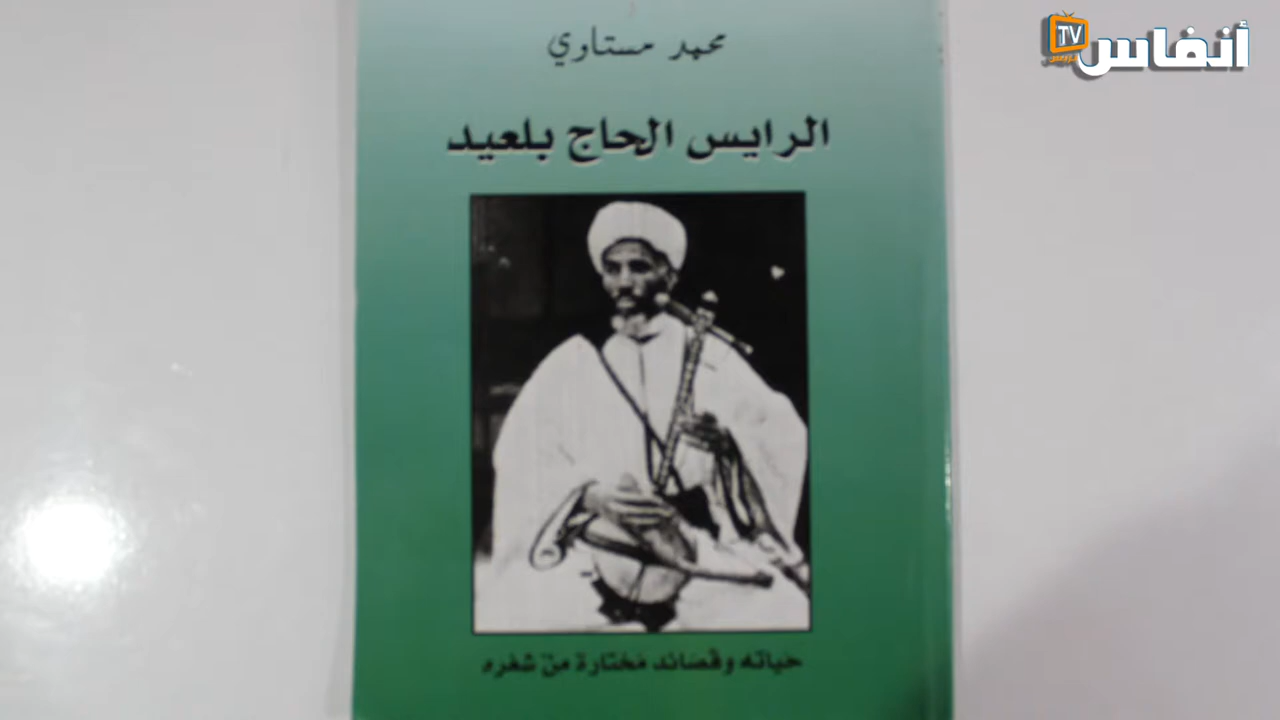 محمد مستاوي
الرايس الحاج بلعيد
حياته وقصائد مختارة من شعره
أنفاس
TV